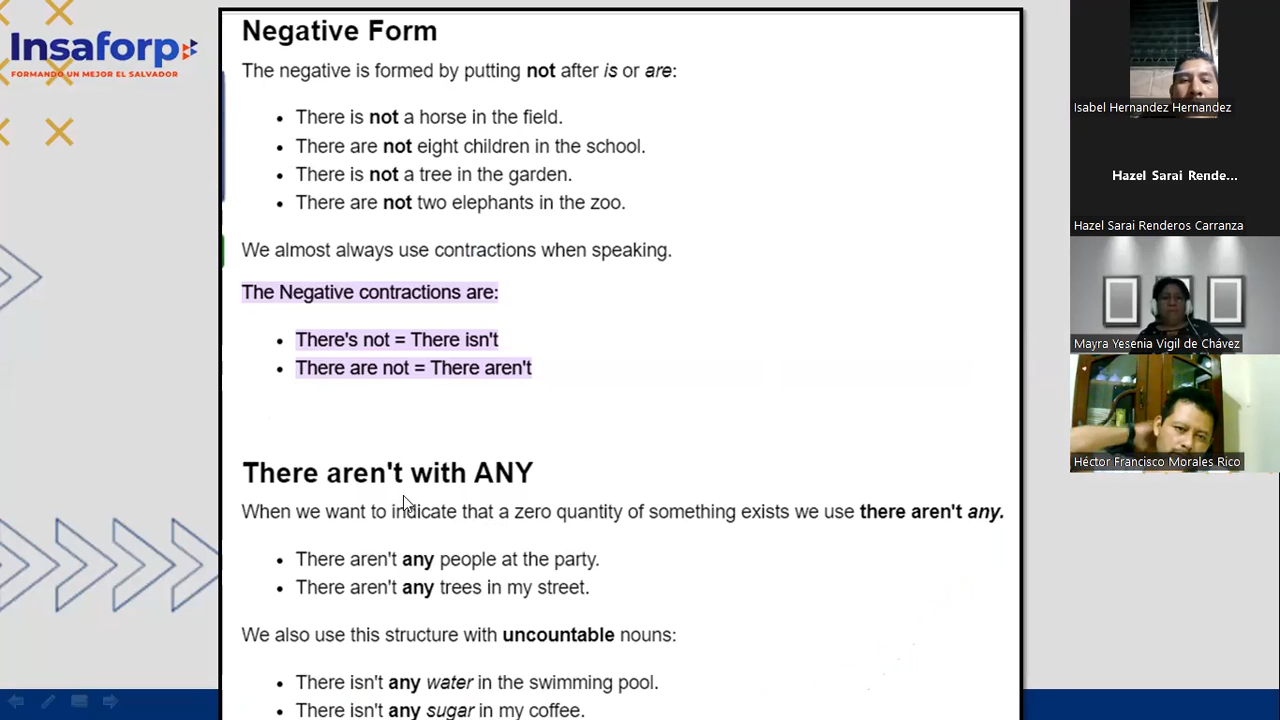 Insaforp
FORMANDO UN MEJOR EL SALVADOR
Negative Form
The negative is formed by putting not after is or are:
• There is not a horse in the field.
• There are not eight children in the school.
• There is not a tree in the garden.
• There are not two elephants in the zoo.
We almost always use contractions when speaking.
The Negative contractions are:
• There's not = There isn't
• There are not = There aren't
There aren't with ANY
When we want to indicate that a zero quantity of something exists we use there aren't any.
• There aren't any people at the party.
• There aren't any trees in my street.
We also use this structure with uncountable nouns:
• There isn't any water in the swimming pool.
• There isn't any sugar in my coffee.
Isabel Hernandez Hernandez
Hazel Sarai Rende...
Hazel Sarai Renderos Carranza
Mayra Yesenia Vigil de Chávez
Héctor Francisco Morales Rico